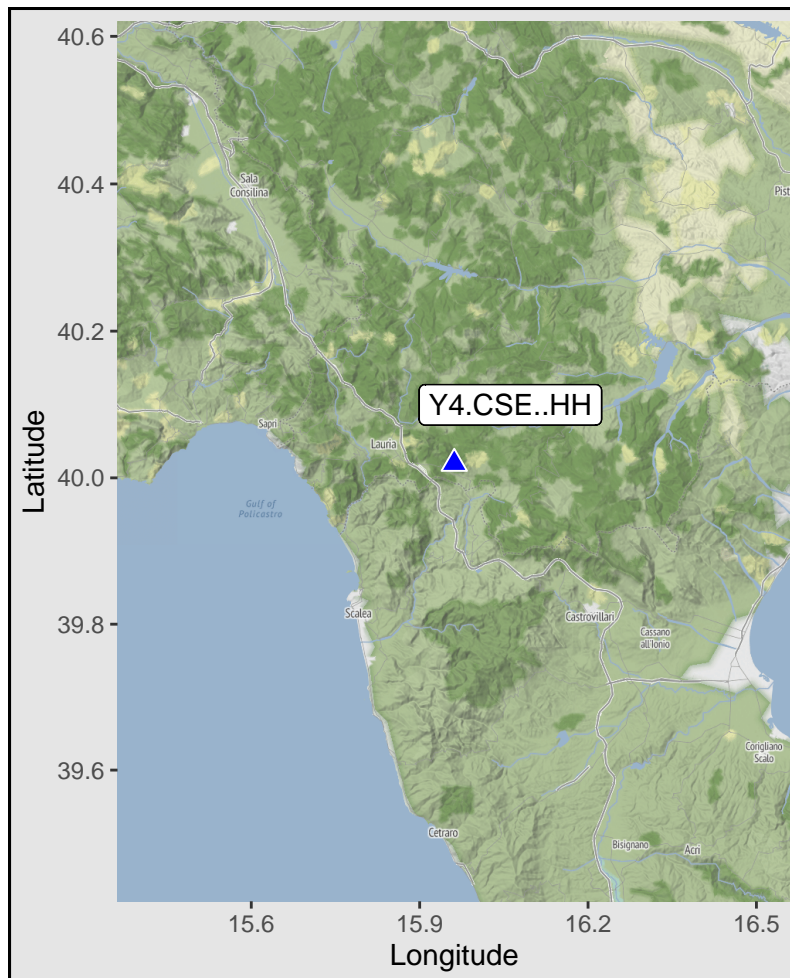 40.6
40.4
40.2
40.0
39.8
39.6
Latitude
Sala
Consilina
Pist
Y4.CSE..HH
Sapri
Lauria
Gulf of
Policastro
Scalea
Castrovillari
Cassano
all'Ionio
Corigliano
Scalo
Cetraro
Bisignano
Acri
15.6
15.9
16.2
16.5
Longitude